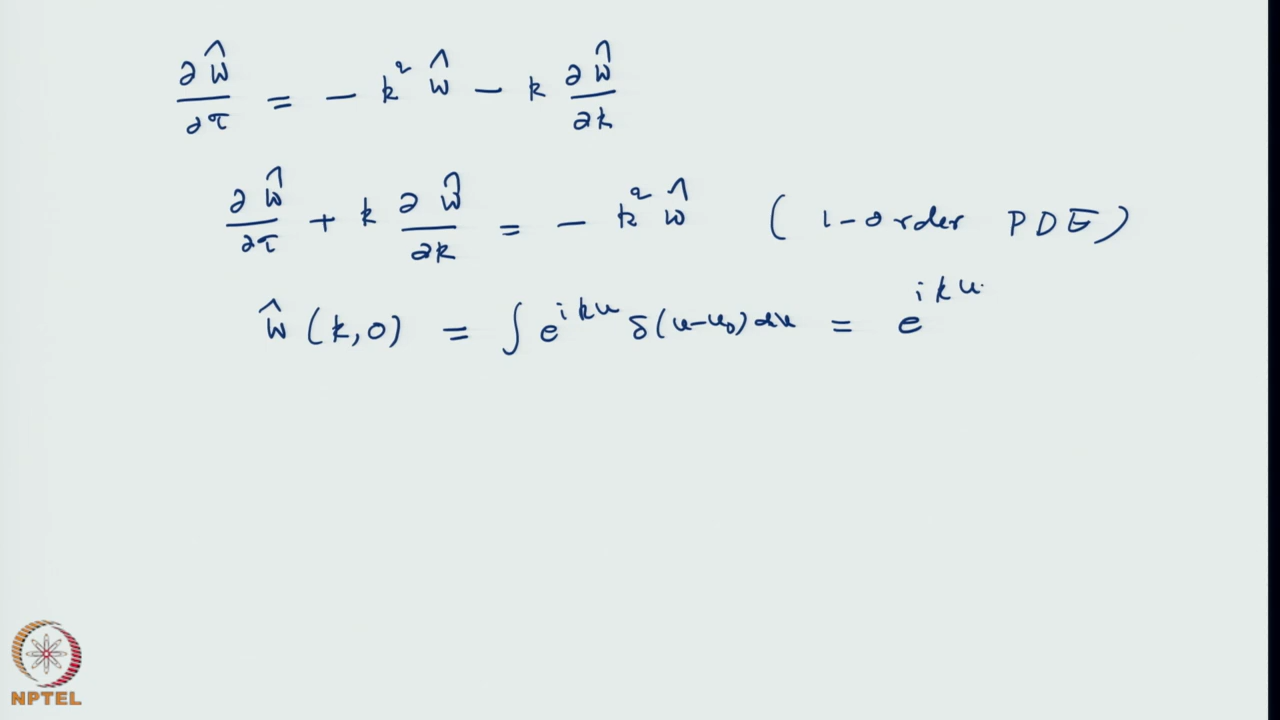 ∂ŵ/∂τ = − k² ŵ − k ∂ŵ/∂k
∂ŵ/∂τ + k ∂ŵ/∂k = − k² ŵ ( 1-order PDE )
ŵ (k,0) = ∫ e^{iku} δ(u−u₀) du = e^{iku.}
NPTEL